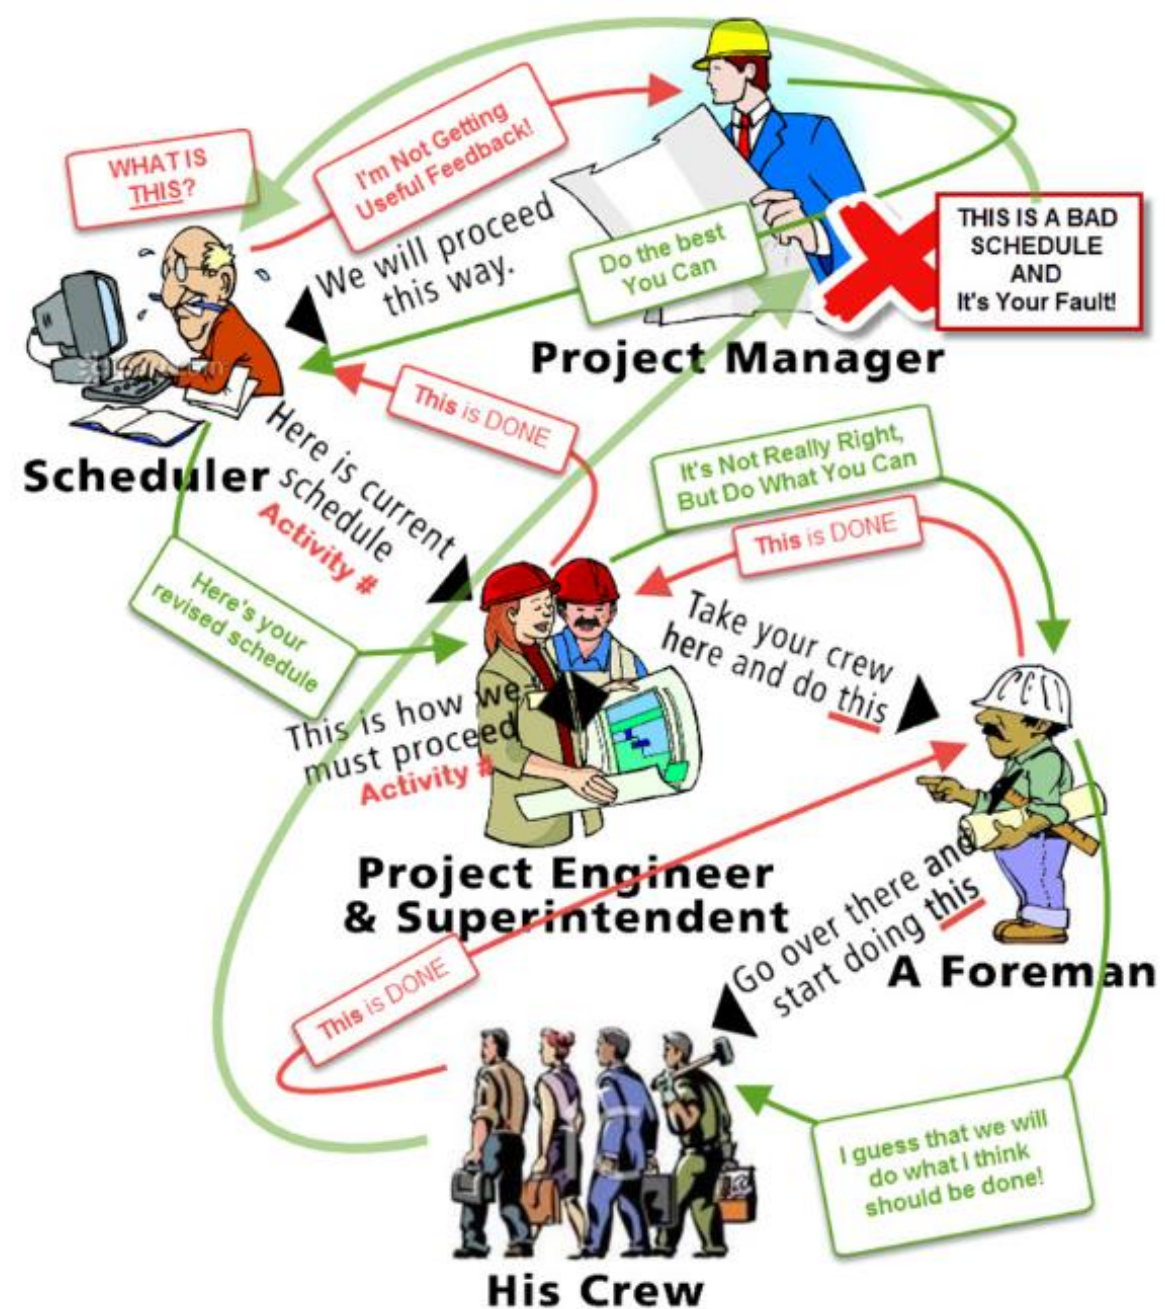 WHAT IS
THIS?
I'm Not Getting
Useful Feedback!
We will proceed
this way.
Do the best
You Can
THIS IS A BAD
SCHEDULE
AND
It's Your Fault!
Project Manager
This is DONE
Scheduler
Here is current
schedule
Activity #
It's Not Really Right,
But Do What You Can
This is DONE
Here's your
revised schedule
Take your crew
here and do this
This is how we
must proceed
Activity #
Project Engineer
& Superintendent
Go over there and
start doing this
A Foreman
This is DONE
I guess that we will
do what I think
should be done!
His Crew